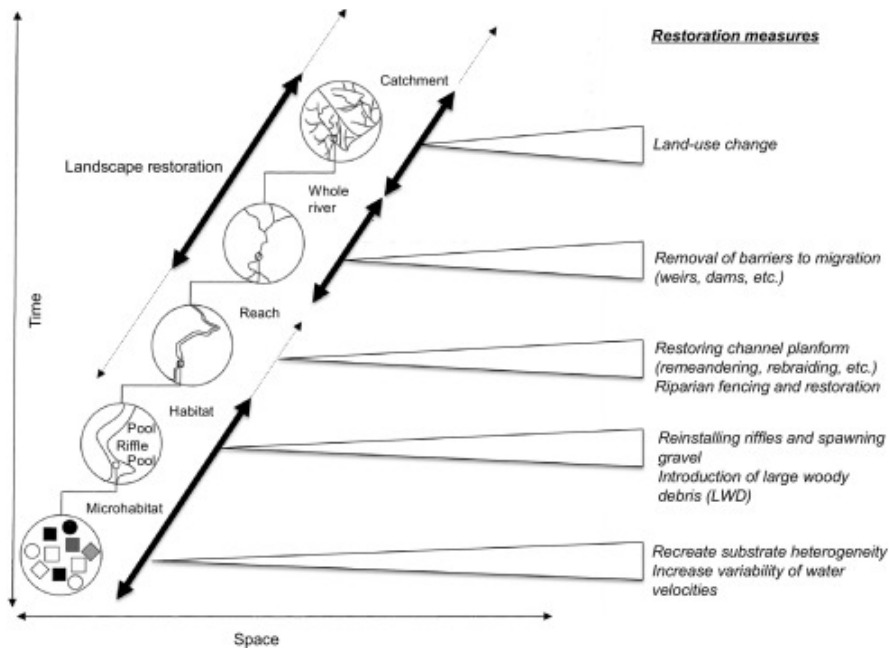 Restoration measures
Catchment
Land-use change
Landscape restoration
Whole
river
Removal of barriers to migration
(weirs, dams, etc.)
Time
Reach
Restoring channel planform
(remeandering, rebraiding, etc.)
Riparian fencing and restoration
Habitat
Pool
Riffle
Pool
Reinstalling riffles and spawning
gravel
Introduction of large woody
debris (LWD)
Microhabitat
Recreate substrate heterogeneity
Increase variability of water
velocities
Space